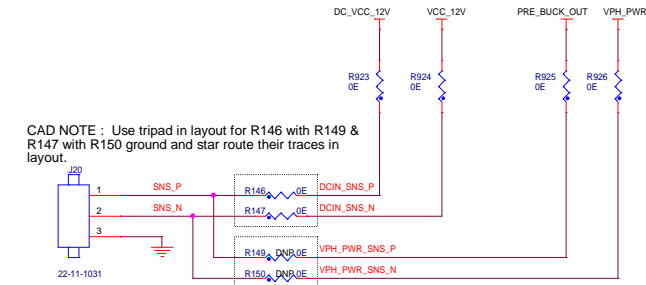 DC_VCC_12V VCC_12V PRE_BUCK_OUT VPH_PWR
R923 R924 R925 R926
0E 0E 0E 0E
CAD NOTE : Use tripad in layout for R146 with R149 &
R147 with R150 ground and star route their traces in
layout.
J20
1 SNS_P R146 0E DCIN_SNS_P
2 SNS_N R147 0E DCIN_SNS_N
3
R149 DNP,0E VPH_PWR_SNS_P
22-11-1031 R150 DNP,0E VPH_PWR_SNS_N